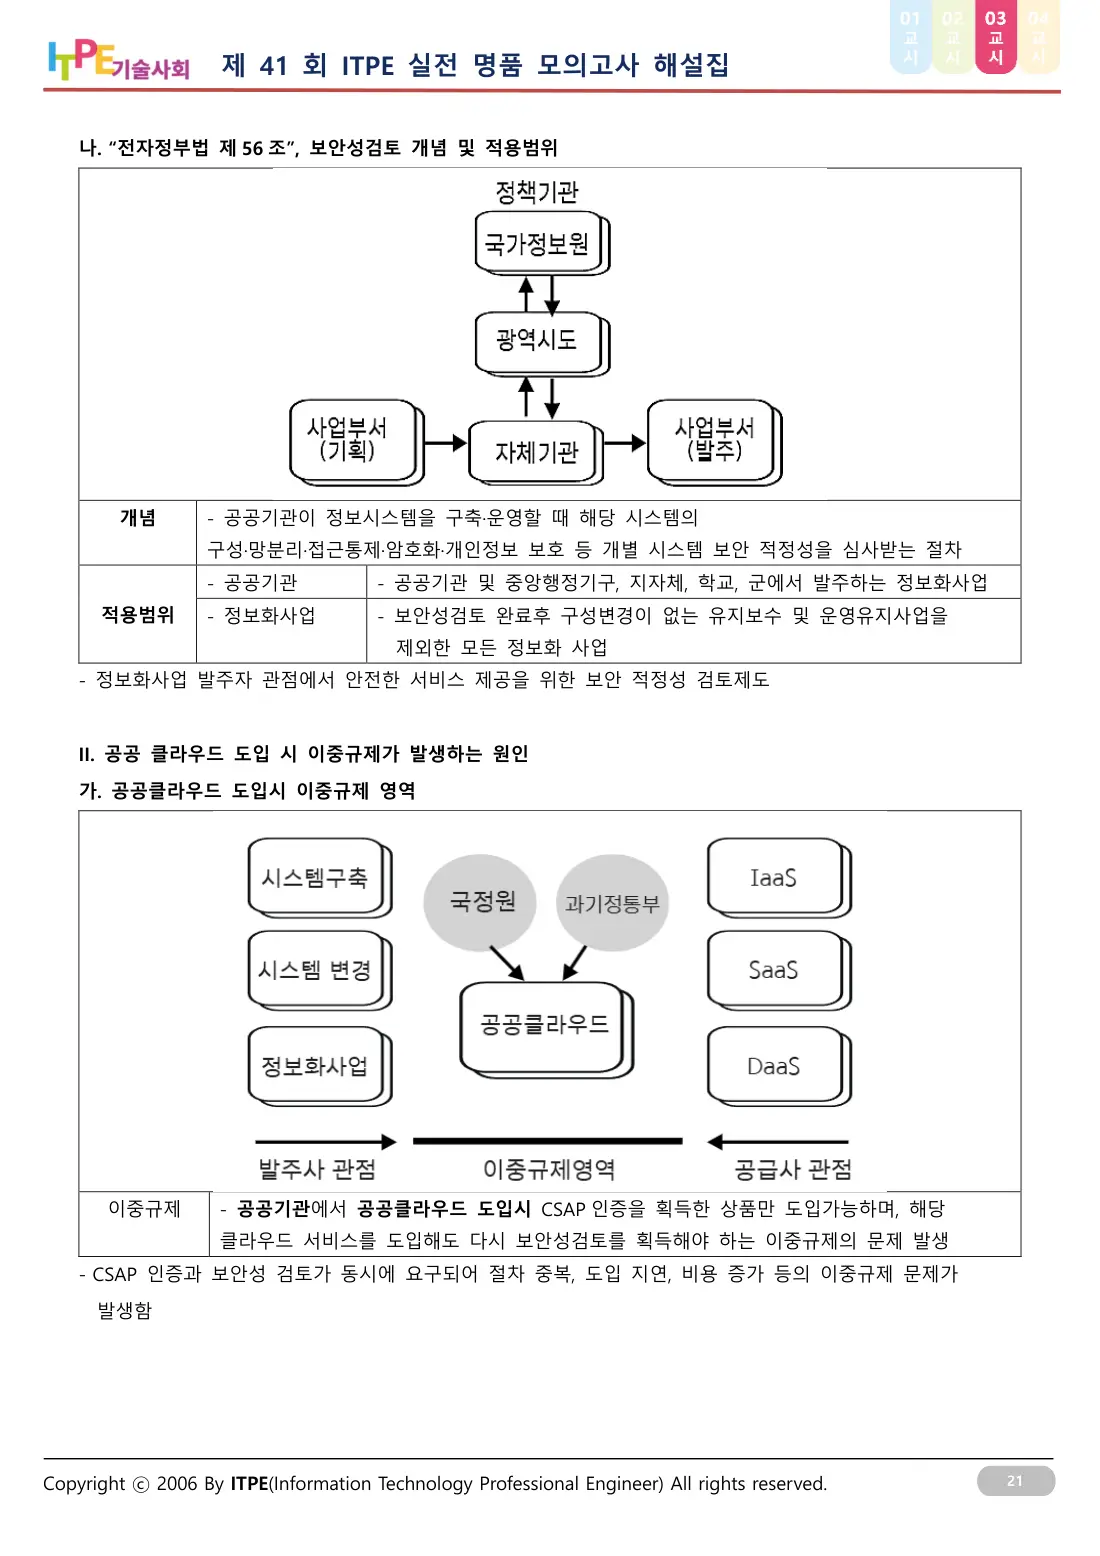 ITPE기술사회 제 41 회 ITPE 실전 명품 모의고사 해설집
01 교시 02 교시 03 교시 04 교시
나. “전자정부법 제 56 조”, 보안성검토 개념 및 적용범위
정책기관
국가정보원
광역시도
사업부서 (기획)
자체기관
사업부서 (발주)
개념
- 공공기관이 정보시스템을 구축·운영할 때 해당 시스템의
구성·망분리·접근통제·암호화·개인정보 보호 등 개별 시스템 보안 적정성을 심사받는 절차
적용범위
- 공공기관 - 공공기관 및 중앙행정기구, 지자체, 학교, 군에서 발주하는 정보화사업
- 정보화사업 - 보안성검토 완료후 구성변경이 없는 유지보수 및 운영유지사업을
제외한 모든 정보화 사업
- 정보화사업 발주자 관점에서 안전한 서비스 제공을 위한 보안 적정성 검토제도
II. 공공 클라우드 도입 시 이중규제가 발생하는 원인
가. 공공클라우드 도입시 이중규제 영역
시스템구축
국정원
과기정통부
IaaS
시스템 변경
SaaS
공공클라우드
정보화사업
DaaS
발주사 관점 이중규제영역 공급사 관점
이중규제 - 공공기관에서 공공클라우드 도입시 CSAP 인증을 획득한 상품만 도입가능하며, 해당
클라우드 서비스를 도입해도 다시 보안성검토를 획득해야 하는 이중규제의 문제 발생
- CSAP 인증과 보안성 검토가 동시에 요구되어 절차 중복, 도입 지연, 비용 증가 등의 이중규제 문제가
발생함
Copyright ⓒ 2006 By ITPE(Information Technology Professional Engineer) All rights reserved.
21